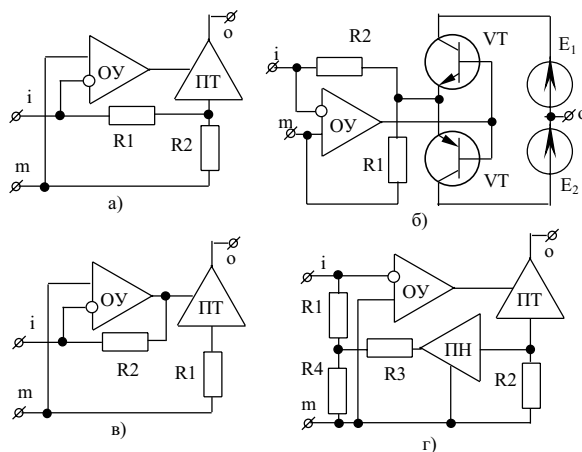 о
i
ОУ
ПТ
R1
R2
m
а)
i
R2
VT
E1
m
ОУ
о
R1
VT
E2
б)
о
ОУ
ПТ
i
R2
R1
m
в)
i
о
R1
ОУ
ПТ
R4
R3
ПН
R2
m
г)